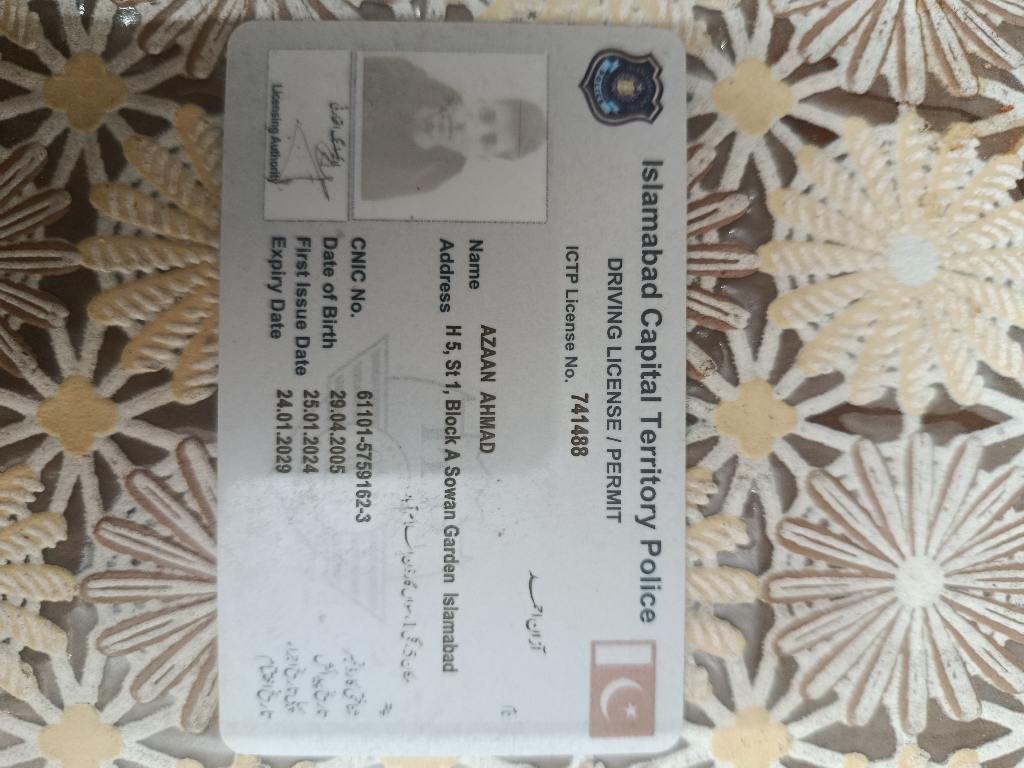 Islamabad Capital Territory Police
DRIVING LICENSE / PERMIT
ICTP License No. 741488
Name AZAAN AHMAD
Address H 5, St 1, Block A Sowan Garden Islamabad
CNIC No. 61101-5759162-3
Date of Birth 29.04.2005
First Issue Date 25.01.2024
Expiry Date 24.01.2029
Licensing Authority